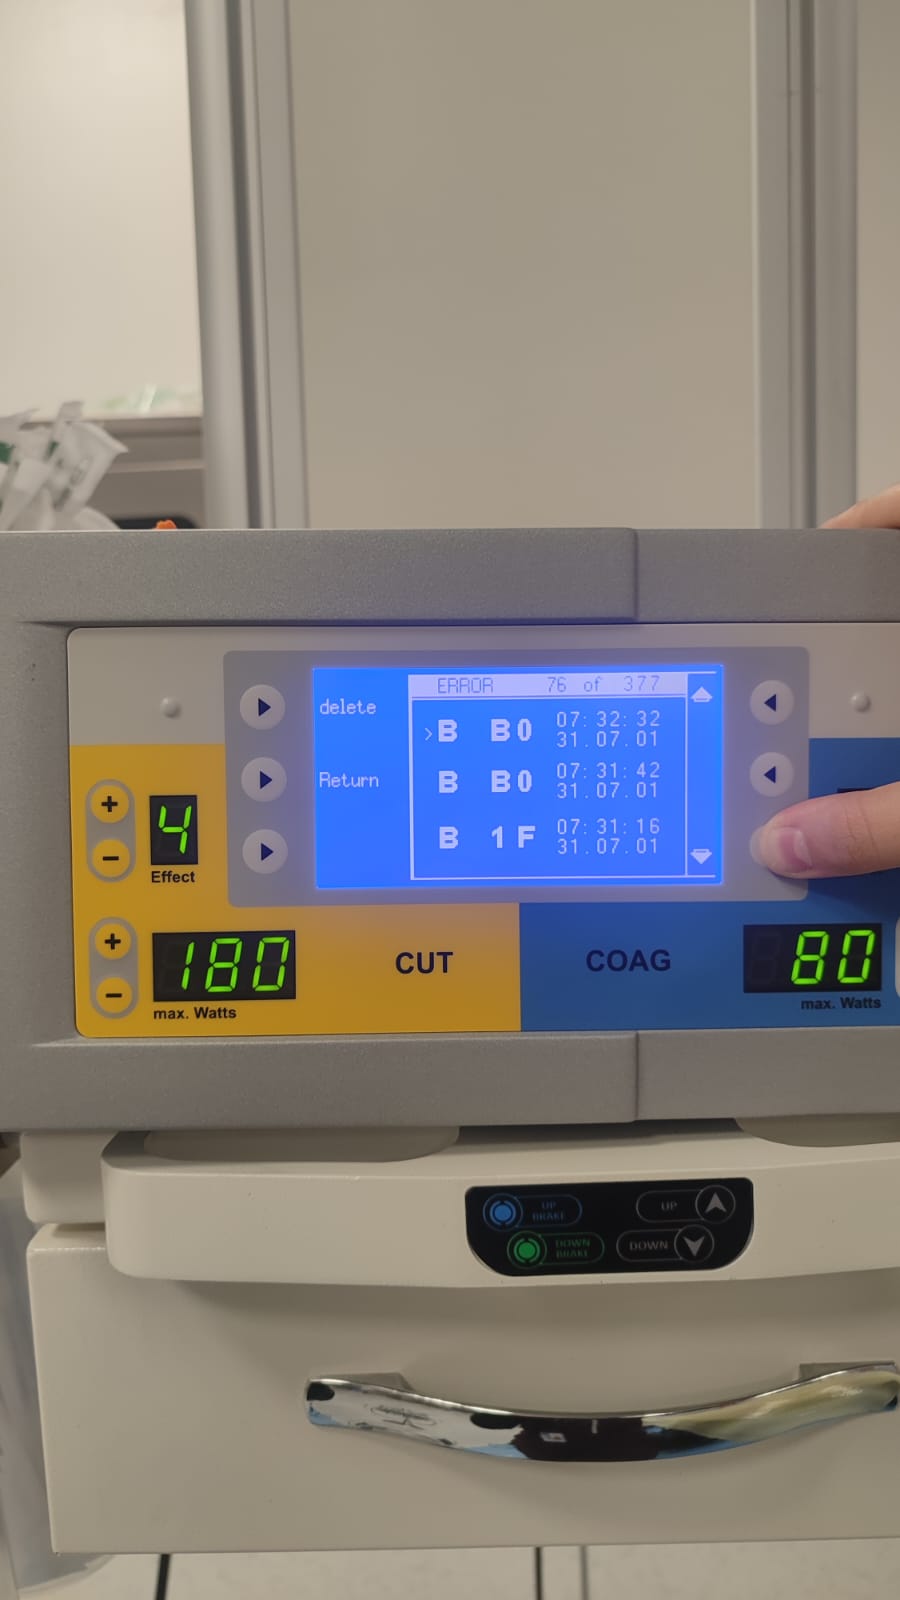 delete
Return
ERROR 76 of 377
>B B0 07:32:32
31.07.01
B B0 07:31:42
31.07.01
B 1F 07:31:16
31.07.01
+
-
4
Effect
+
-
180
max. Watts
CUT
COAG
80
max. Watts
UP BRAKE
UP
DOWN BRAKE
DOWN